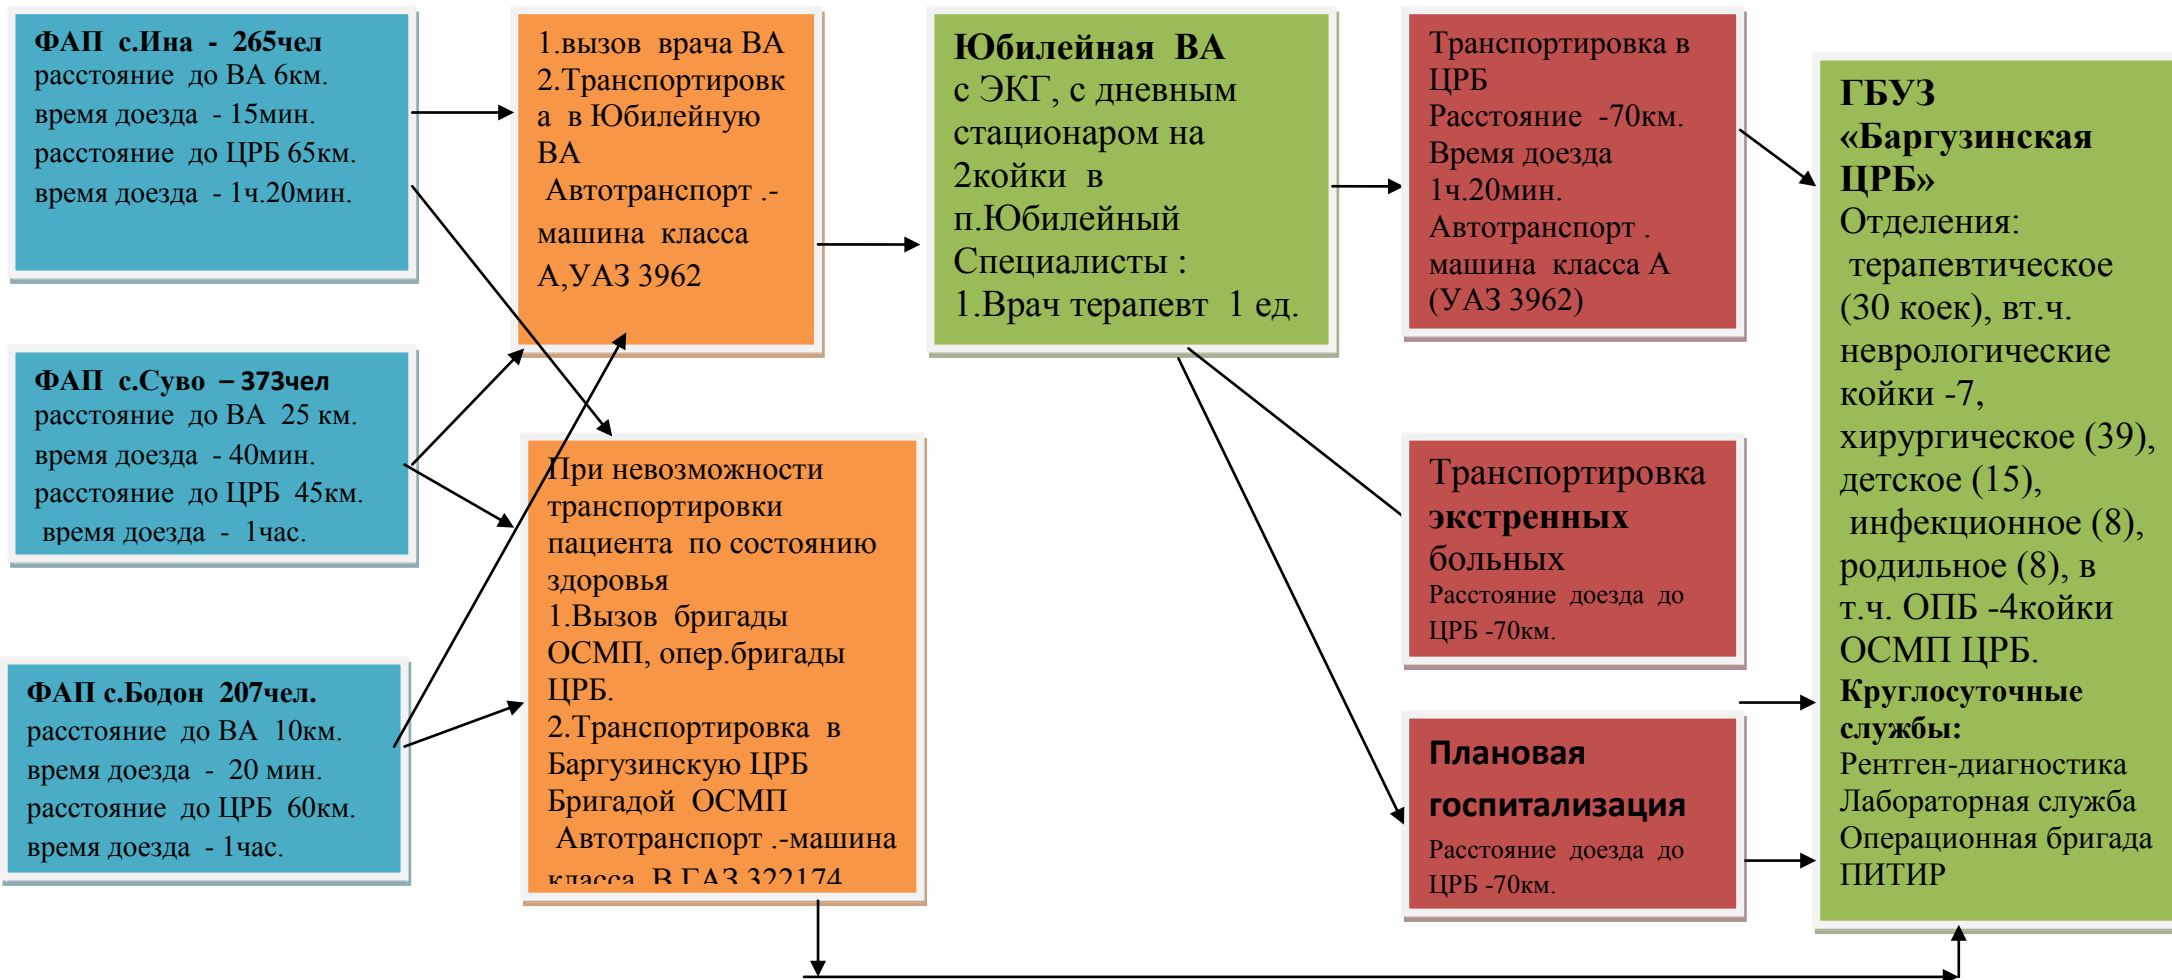 ФАП с.Ина - 265чел
расстояние до ВА 6км.
время доезда - 15мин.
расстояние до ЦРБ 65км.
время доезда - 1ч.20мин.
ФАП с.Суво – 373чел
расстояние до ВА 25 км.
время доезда - 40мин.
расстояние до ЦРБ 45км.
время доезда - 1час.
ФАП с.Бодон 207чел.
расстояние до ВА 10км.
время доезда - 20 мин.
расстояние до ЦРБ 60км.
время доезда - 1час.
1.вызов врача ВА
2.Транспортировк
а в Юбилейную
ВА
Автотранспорт .-
машина класса
А,УАЗ 3962
При невозможности
транспортировки
пациента по состоянию
здоровья
1.Вызов бригады
ОСМП, опер.бригады
ЦРБ.
2.Транспортировка в
Баргузинскую ЦРБ
Бригадой ОСМП
Автотранспорт .-машина
класса В ГАЗ 322174
Юбилейная ВА
с ЭКГ, с дневным
стационаром на
2койки в
п.Юбилейный
Специалисты :
1.Врач терапевт 1 ед.
Транспортировка в
ЦРБ
Расстояние -70км.
Время доезда
1ч.20мин.
Автотранспорт .
машина класса А
(УАЗ 3962)
Транспортировка
экстренных
больных
Расстояние доезда до
ЦРБ -70км.
Плановая
госпитализация
Расстояние доезда до
ЦРБ -70км.
ГБУЗ
«Баргузинская
ЦРБ»
Отделения:
терапевтическое
(30 коек), вт.ч.
неврологические
койки -7,
хирургическое (39),
детское (15),
инфекционное (8),
родильное (8), в
т.ч. ОПБ -4койки
ОСМП ЦРБ.
Круглосуточные
службы:
Рентген-диагностика
Лабораторная служба
Операционная бригада
ПИТИР